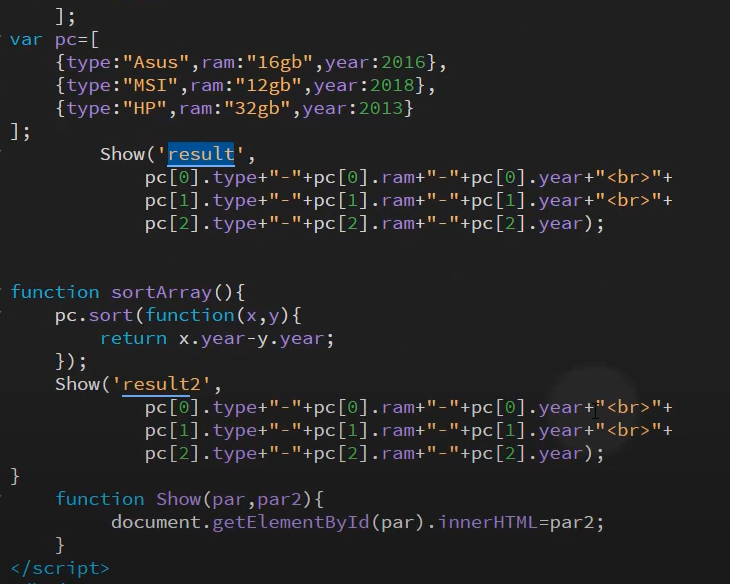 ];
var pc=[
{type:"Asus",ram:"16gb",year:2016},
{type:"MSI",ram:"12gb",year:2018},
{type:"HP",ram:"32gb",year:2013}
];
Show('result',
pc[0].type+"-"+pc[0].ram+"-"+pc[0].year+"<br>"+
pc[1].type+"-"+pc[1].ram+"-"+pc[1].year+"<br>"+
pc[2].type+"-"+pc[2].ram+"-"+pc[2].year);
function sortArray(){
pc.sort(function(x,y){
return x.year-y.year;
});
Show('result2',
pc[0].type+"-"+pc[0].ram+"-"+pc[0].year+"<br>"+
pc[1].type+"-"+pc[1].ram+"-"+pc[1].year+"<br>"+
pc[2].type+"-"+pc[2].ram+"-"+pc[2].year);
}
function Show(par,par2){
document.getElementById(par).innerHTML=par2;
}
</script>